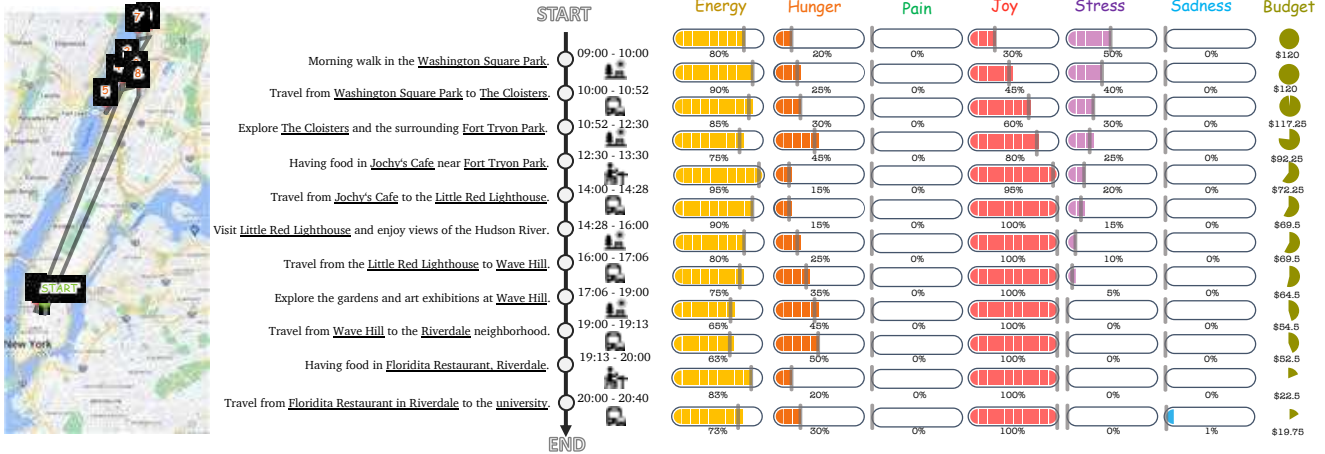 START
Energy Hunger Pain Joy Stress Sadness Budget
80% 20% 0% 30% 50% 0% $120
Morning walk in the Washington Square Park. 09:00 - 10:00
90% 25% 0% 45% 40% 0% $120
Travel from Washington Square Park to The Cloisters. 10:00 - 10:52
85% 30% 0% 60% 30% 0% $117.25
Explore The Cloisters and the surrounding Fort Tryon Park. 10:52 - 12:30
75% 45% 0% 80% 25% 0% $92.25
Having food in Jochy's Cafe near Fort Tryon Park. 12:30 - 13:30
95% 15% 0% 95% 20% 0% $72.25
Travel from Jochy's Cafe to the Little Red Lighthouse. 14:00 - 14:28
90% 15% 0% 100% 15% 0% $69.5
Visit Little Red Lighthouse and enjoy views of the Hudson River. 14:28 - 16:00
80% 25% 0% 100% 10% 0% $69.5
Travel from the Little Red Lighthouse to Wave Hill. 16:00 - 17:06
75% 35% 0% 100% 5% 0% $64.5
Explore the gardens and art exhibitions at Wave Hill. 17:06 - 19:00
65% 45% 0% 100% 0% 0% $54.5
Travel from Wave Hill to the Riverdale neighborhood. 19:00 - 19:13
63% 50% 0% 100% 0% 0% $52.5
Having food in Floridita Restaurant, Riverdale. 19:13 - 20:00
83% 20% 0% 100% 0% 0% $22.5
Travel from Floridita Restaurant in Riverdale to the university. 20:00 - 20:40
73% 30% 0% 100% 0% 1% $19.75
END
7
8
5
START
New York